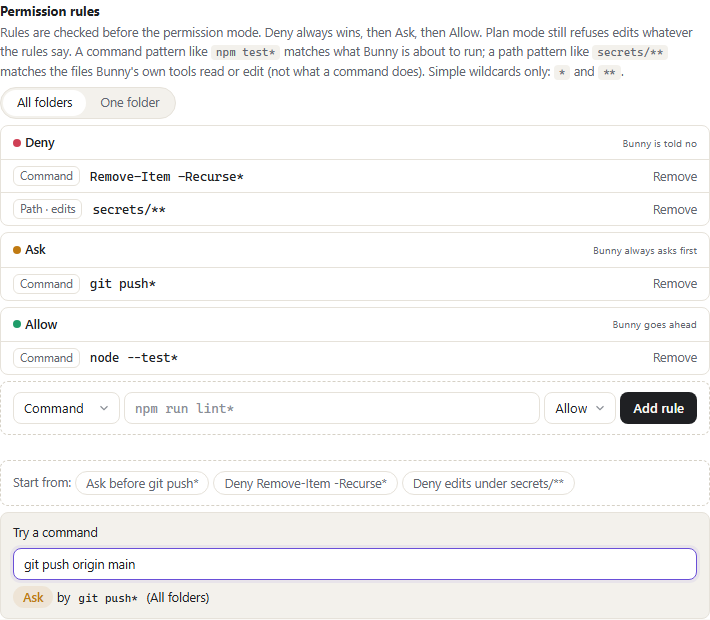 Permission rules
Rules are checked before the permission mode. Deny always wins, then Ask, then Allow. Plan mode still refuses edits whatever
the rules say. A command pattern like npm test* matches what Bunny is about to run; a path pattern like secrets/**
matches the files Bunny's own tools read or edit (not what a command does). Simple wildcards only: * and **.
All folders One folder
Deny Bunny is told no
Command Remove-Item -Recurse* Remove
Path · edits secrets/** Remove
Ask Bunny always asks first
Command git push* Remove
Allow Bunny goes ahead
Command node --test* Remove
Command npm run lint* Allow Add rule
Start from: Ask before git push* Deny Remove-Item -Recurse* Deny edits under secrets/**
Try a command
git push origin main
Ask by git push* (All folders)